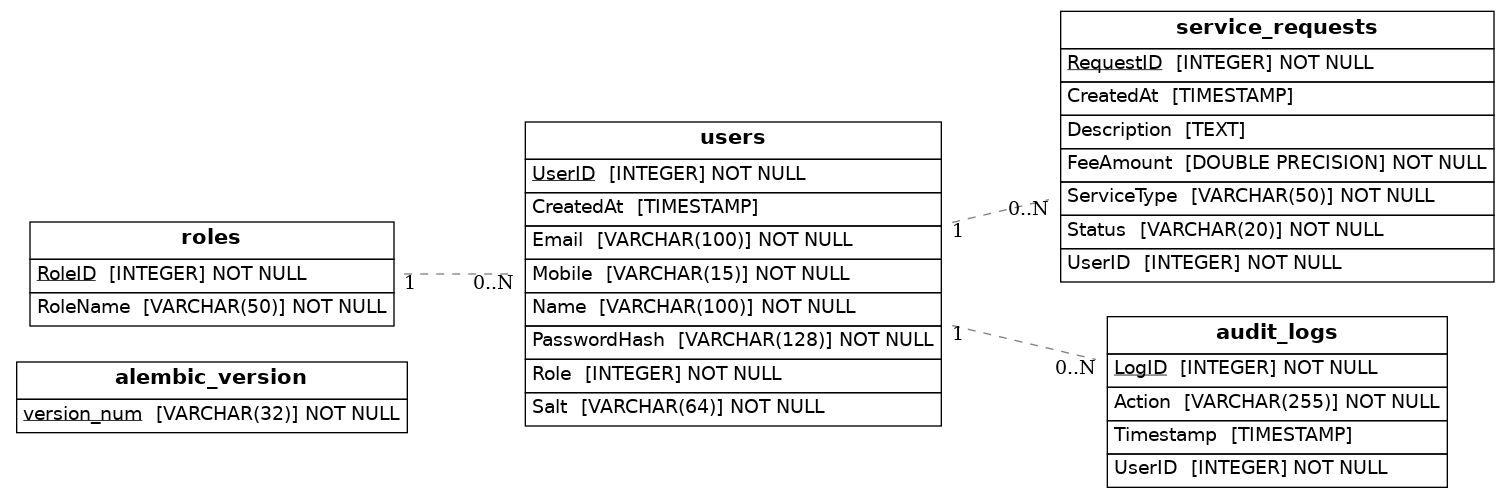 roles
RoleID [INTEGER] NOT NULL
RoleName [VARCHAR(50)] NOT NULL
1
0..N
alembic_version
version_num [VARCHAR(32)] NOT NULL
users
UserID [INTEGER] NOT NULL
CreatedAt [TIMESTAMP]
Email [VARCHAR(100)] NOT NULL
Mobile [VARCHAR(15)] NOT NULL
Name [VARCHAR(100)] NOT NULL
PasswordHash [VARCHAR(128)] NOT NULL
Role [INTEGER] NOT NULL
Salt [VARCHAR(64)] NOT NULL
1
0..N
1
0..N
service_requests
RequestID [INTEGER] NOT NULL
CreatedAt [TIMESTAMP]
Description [TEXT]
FeeAmount [DOUBLE PRECISION] NOT NULL
ServiceType [VARCHAR(50)] NOT NULL
Status [VARCHAR(20)] NOT NULL
UserID [INTEGER] NOT NULL
audit_logs
LogID [INTEGER] NOT NULL
Action [VARCHAR(255)] NOT NULL
Timestamp [TIMESTAMP]
UserID [INTEGER] NOT NULL